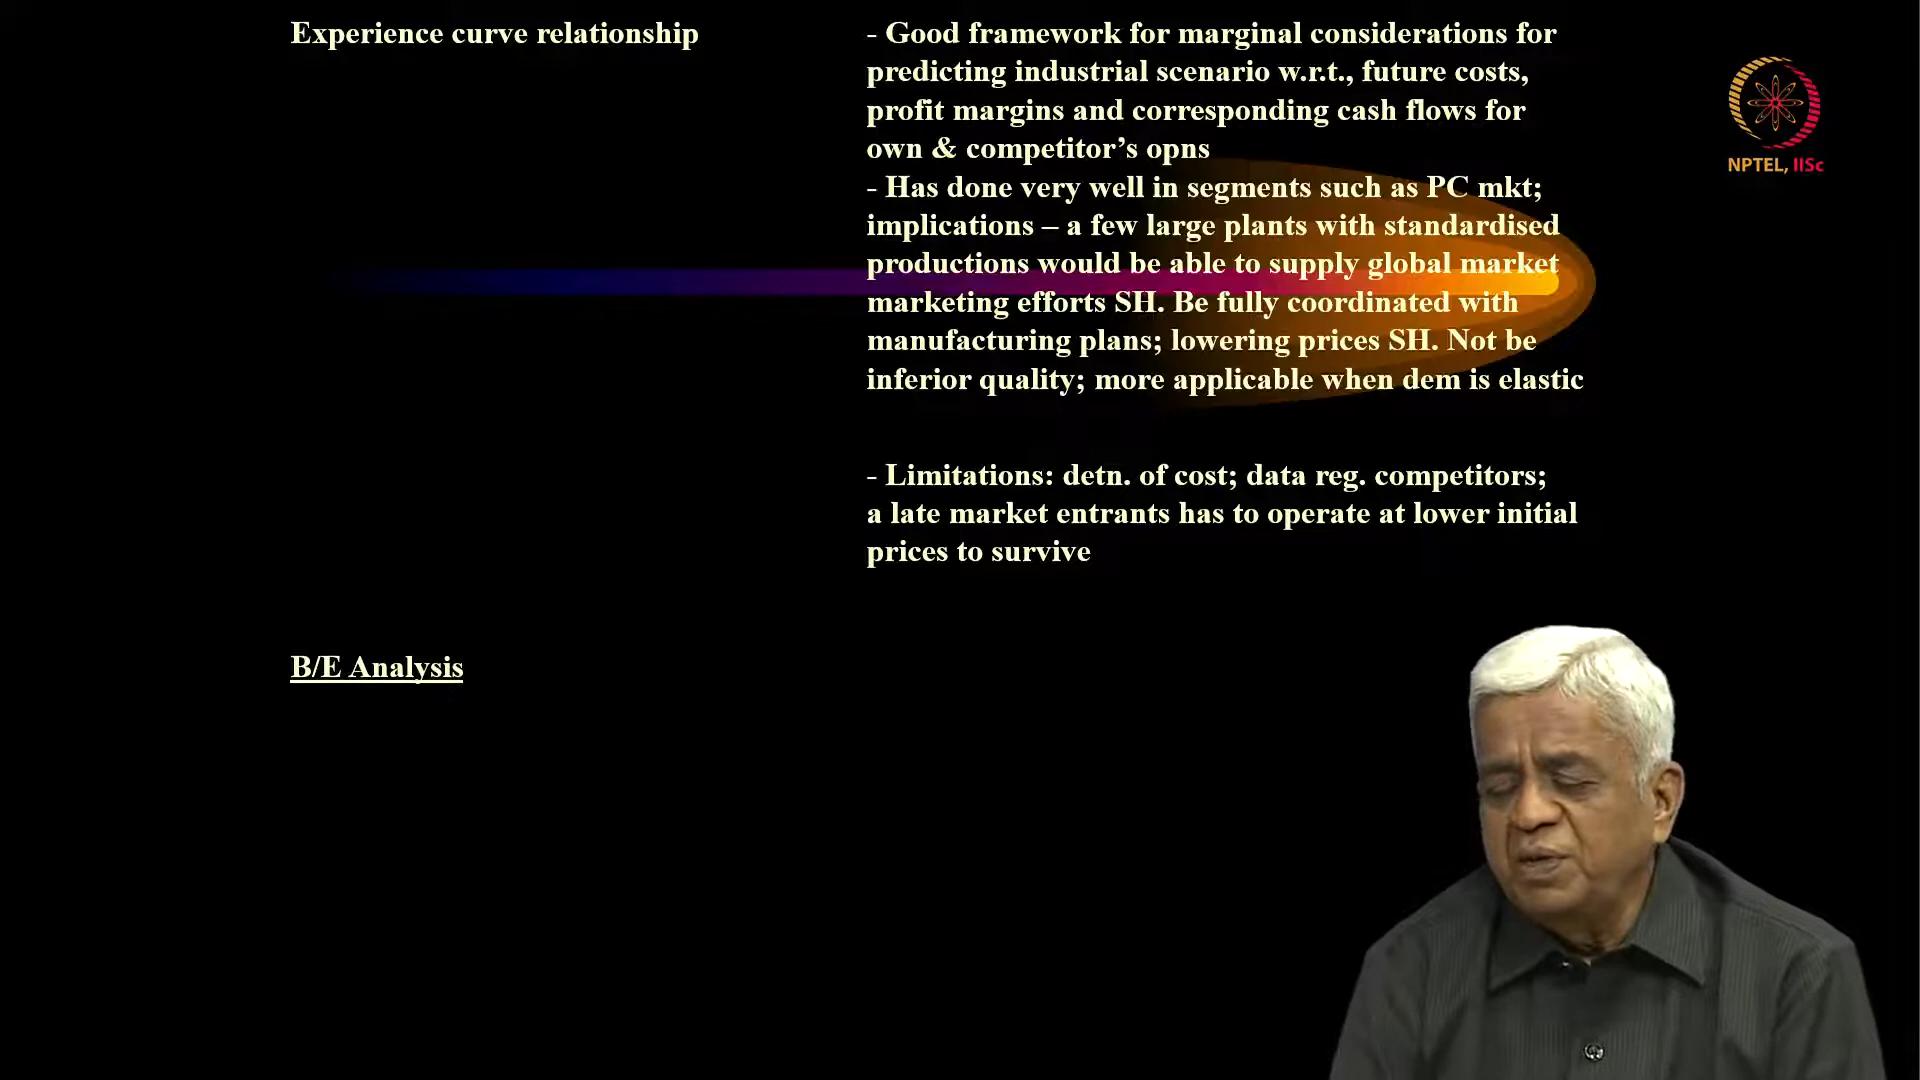 Experience curve relationship
- Good framework for marginal considerations for
predicting industrial scenario w.r.t., future costs,
profit margins and corresponding cash flows for
own & competitor’s opns
- Has done very well in segments such as PC mkt;
implications – a few large plants with standardised
productions would be able to supply global market
marketing efforts SH. Be fully coordinated with
manufacturing plans; lowering prices SH. Not be
inferior quality; more applicable when dem is elastic
- Limitations: detn. of cost; data reg. competitors;
a late market entrants has to operate at lower initial
prices to survive
B/E Analysis
NPTEL, IISc